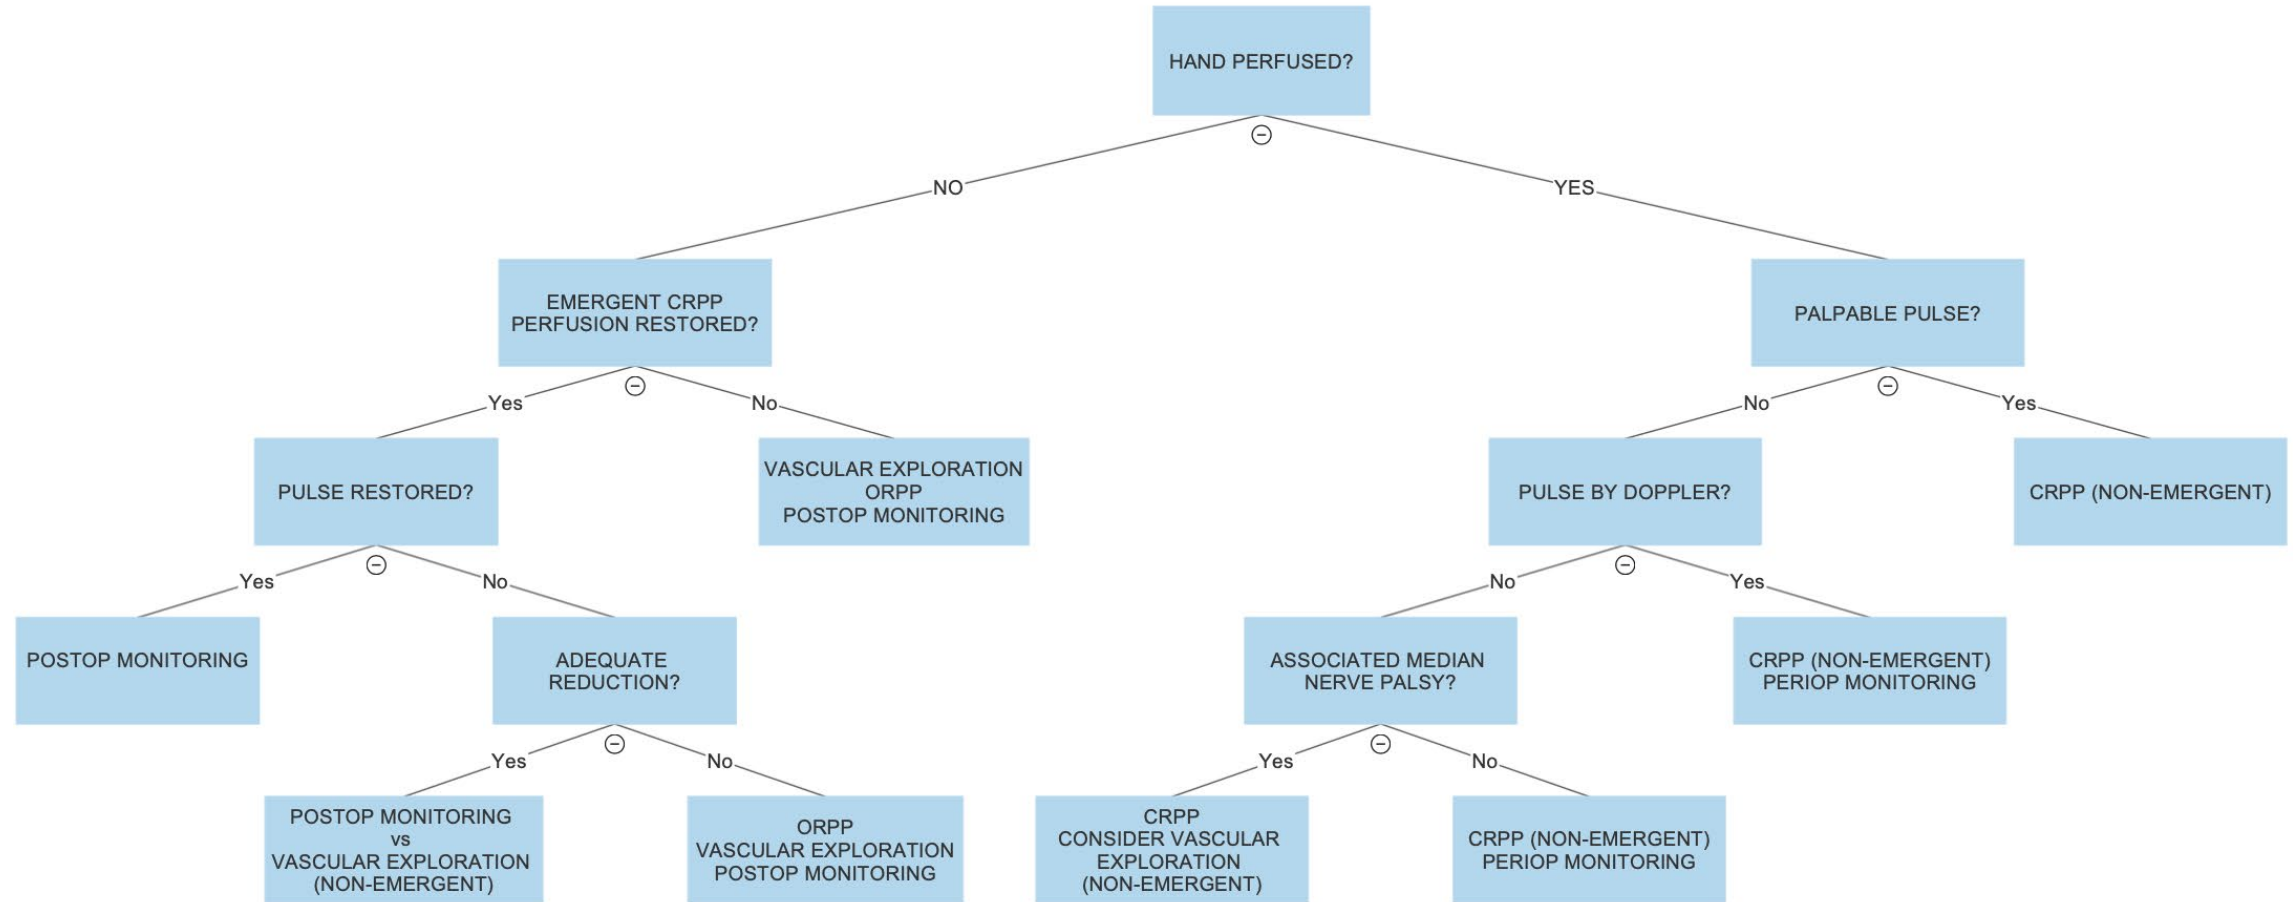 HAND PERFUSED?
NO
YES
EMERGENT CRPP
PERFUSION RESTORED?
PALPABLE PULSE?
Yes
No
No
Yes
PULSE RESTORED?
VASCULAR EXPLORATION
ORPP
POSTOP MONITORING
PULSE BY DOPPLER?
CRPP (NON-EMERGENT)
Yes
No
No
Yes
POSTOP MONITORING
ADEQUATE
REDUCTION?
ASSOCIATED MEDIAN
NERVE PALSY?
CRPP (NON-EMERGENT)
PERIOP MONITORING
Yes
No
Yes
No
POSTOP MONITORING
vs
VASCULAR EXPLORATION
(NON-EMERGENT)
ORPP
VASCULAR EXPLORATION
POSTOP MONITORING
CRPP
CONSIDER VASCULAR
EXPLORATION
(NON-EMERGENT)
CRPP (NON-EMERGENT)
PERIOP MONITORING